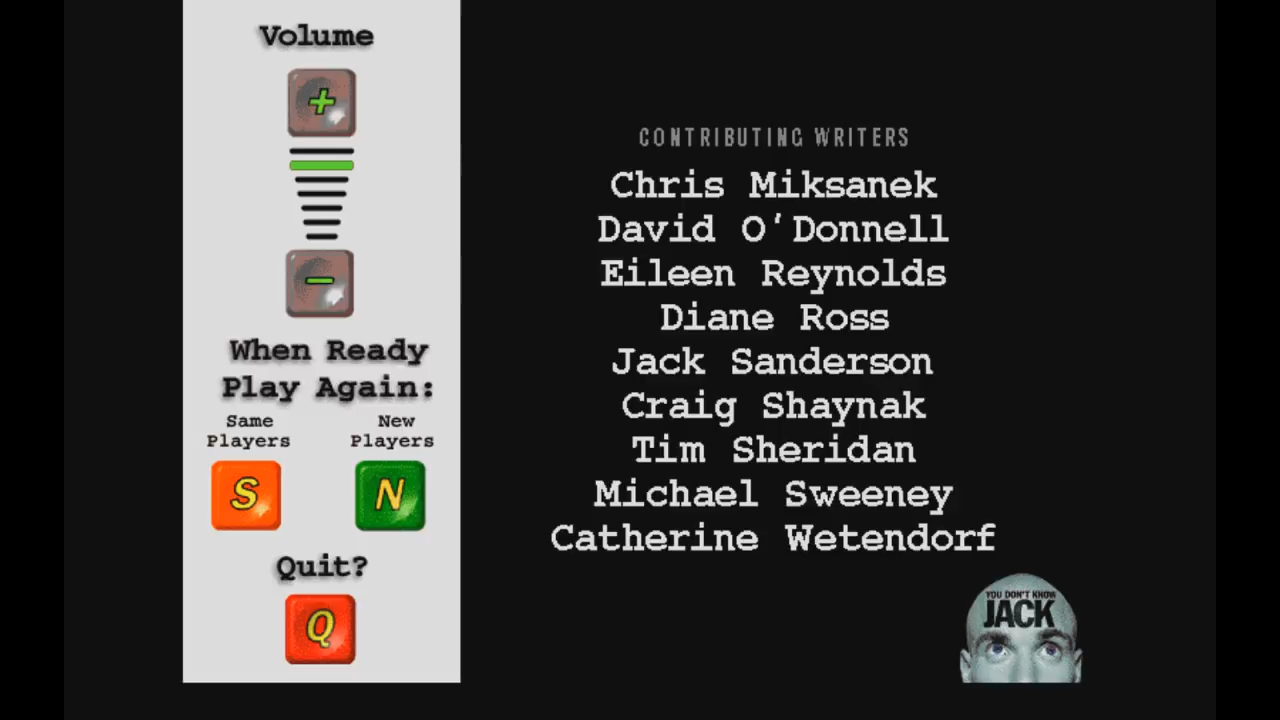 Volume
+
-
When Ready
Play Again:
Same
Players
New
Players
S
N
Quit?
Q
CONTRIBUTING WRITERS
Chris Miksanek
David O'Donnell
Eileen Reynolds
Diane Ross
Jack Sanderson
Craig Shaynak
Tim Sheridan
Michael Sweeney
Catherine Wetendorf
YOU DON'T KNOW
JACK